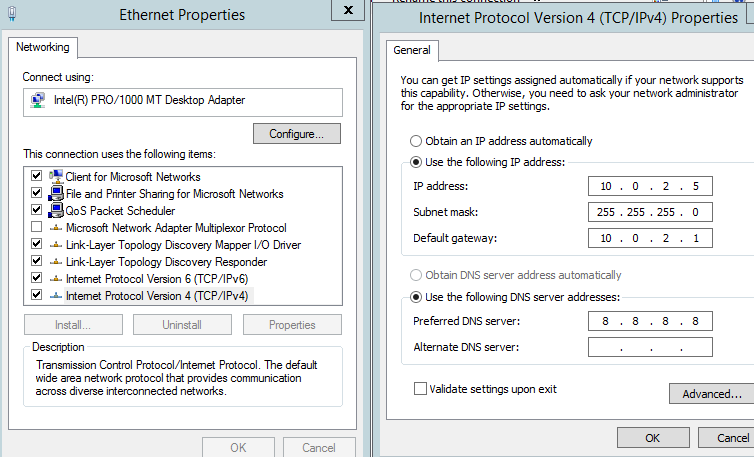 Ethernet Properties
x
Networking
Connect using:
Intel(R) PRO/1000 MT Desktop Adapter
Configure...
This connection uses the following items:
Client for Microsoft Networks
File and Printer Sharing for Microsoft Networks
QoS Packet Scheduler
Microsoft Network Adapter Multiplexor Protocol
Link-Layer Topology Discovery Mapper I/O Driver
Link-Layer Topology Discovery Responder
Internet Protocol Version 6 (TCP/IPv6)
Internet Protocol Version 4 (TCP/IPv4)
Install...
Uninstall
Properties
Description
Transmission Control Protocol/Internet Protocol. The default
wide area network protocol that provides communication
across diverse interconnected networks.
OK
Cancel
Internet Protocol Version 4 (TCP/IPv4) Properties
General
You can get IP settings assigned automatically if your network supports
this capability. Otherwise, you need to ask your network administrator
for the appropriate IP settings.
Obtain an IP address automatically
Use the following IP address:
IP address: 10 . 0 . 2 . 5
Subnet mask: 255 . 255 . 255 . 0
Default gateway: 10 . 0 . 2 . 1
Obtain DNS server address automatically
Use the following DNS server addresses:
Preferred DNS server: 8 . 8 . 8 . 8
Alternate DNS server: . . .
Validate settings upon exit
Advanced...
OK
Cancel